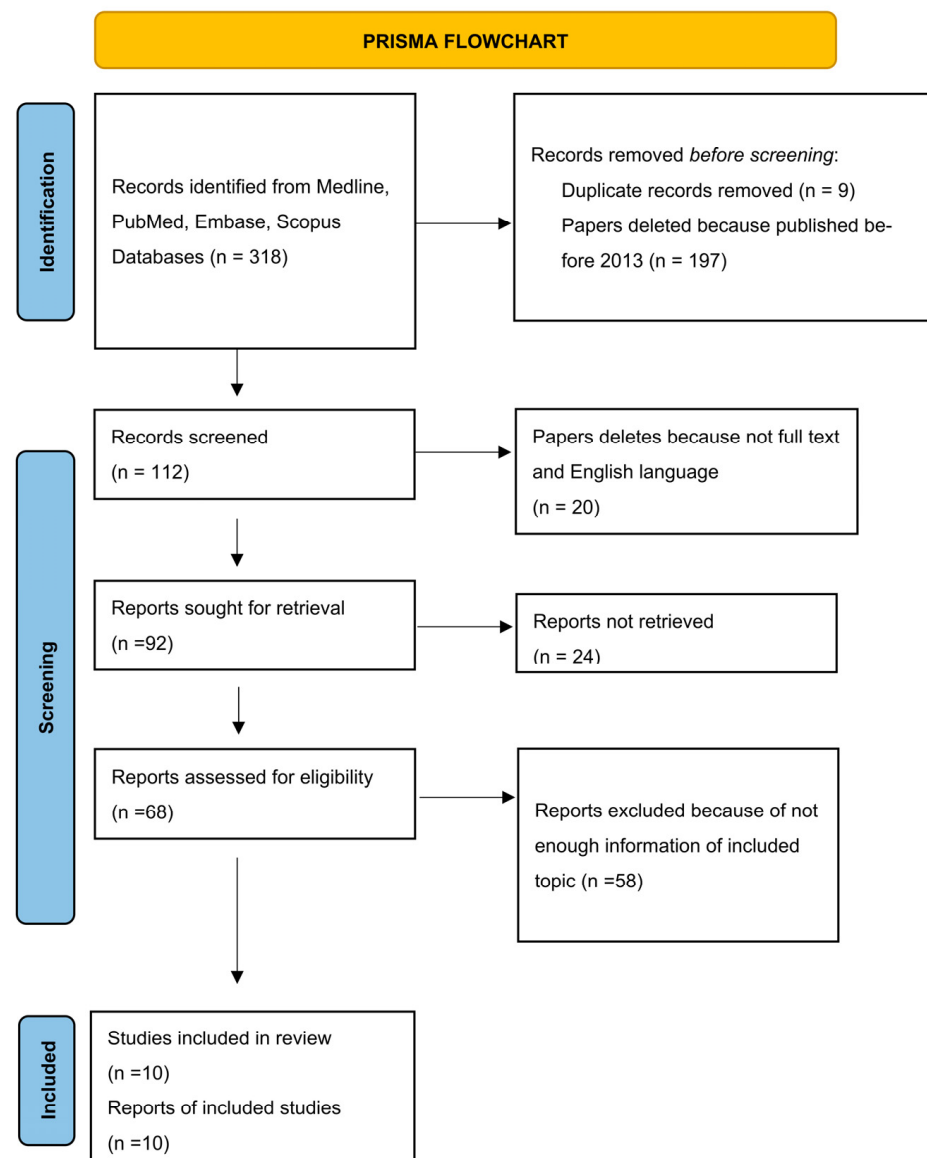 PRISMA FLOWCHART
Identification
Records identified from Medline,
PubMed, Embase, Scopus
Databases (n = 318)
Records removed before screening:
Duplicate records removed (n = 9)
Papers deleted because published be-
fore 2013 (n = 197)
Screening
Records screened
(n = 112)
Papers deletes because not full text
and English language
(n = 20)
Reports sought for retrieval
(n =92)
Reports not retrieved
(n = 24)
Reports assessed for eligibility
(n =68)
Reports excluded because of not
enough information of included
topic (n =58)
Included
Studies included in review
(n =10)
Reports of included studies
(n =10)